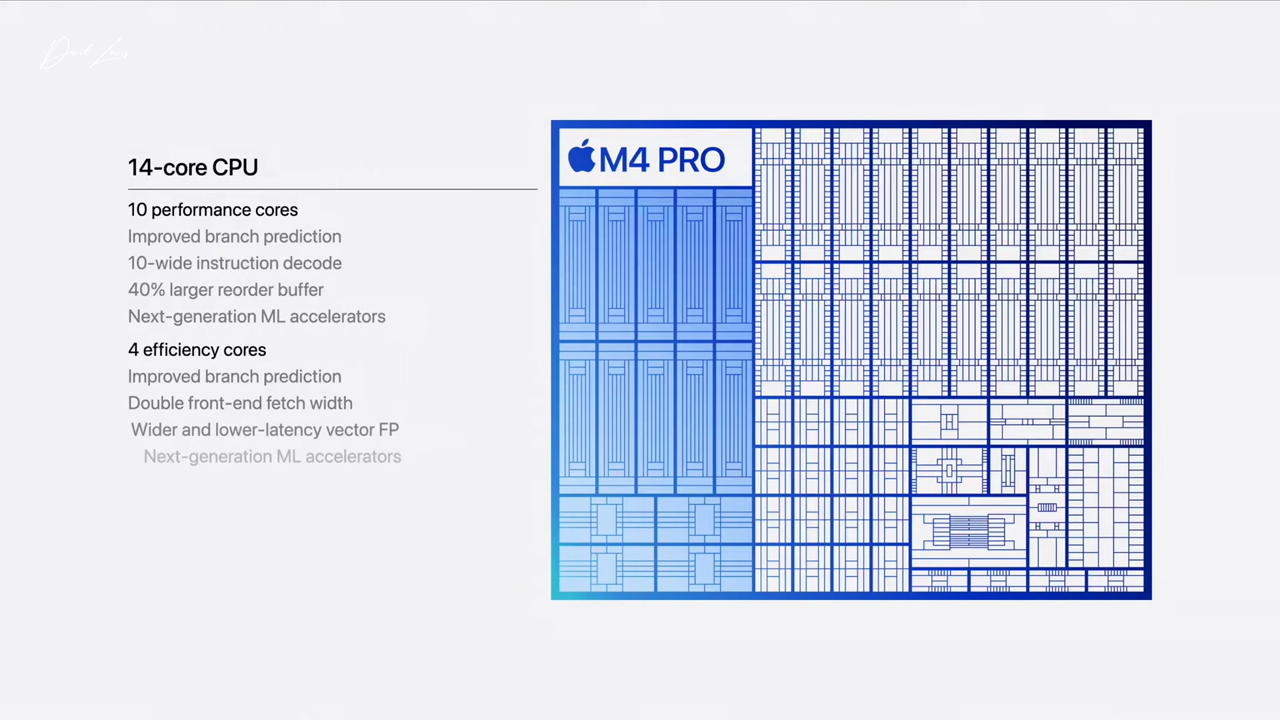 14-core CPU
10 performance cores
Improved branch prediction
10-wide instruction decode
40% larger reorder buffer
Next-generation ML accelerators
4 efficiency cores
Improved branch prediction
Double front-end fetch width
Wider and lower-latency vector FP
Next-generation ML accelerators
M4 PRO